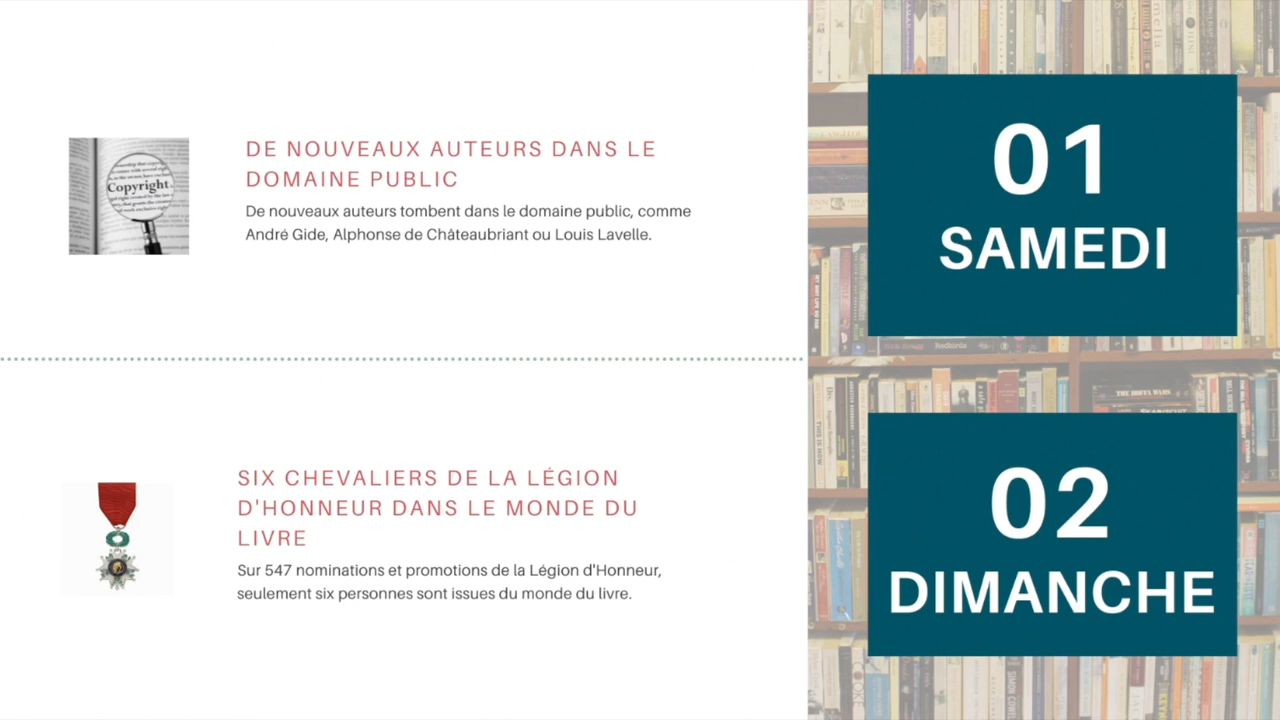 DE NOUVEAUX AUTEURS DANS LE
DOMAINE PUBLIC
De nouveaux auteurs tombent dans le domaine public, comme
André Gide, Alphonse de Châteaubriant ou Louis Lavelle.
Copyright
01
SAMEDI
SIX CHEVALIERS DE LA LÉGION
D'HONNEUR DANS LE MONDE DU
LIVRE
Sur 547 nominations et promotions de la Légion d'Honneur,
seulement six personnes sont issues du monde du livre.
02
DIMANCHE